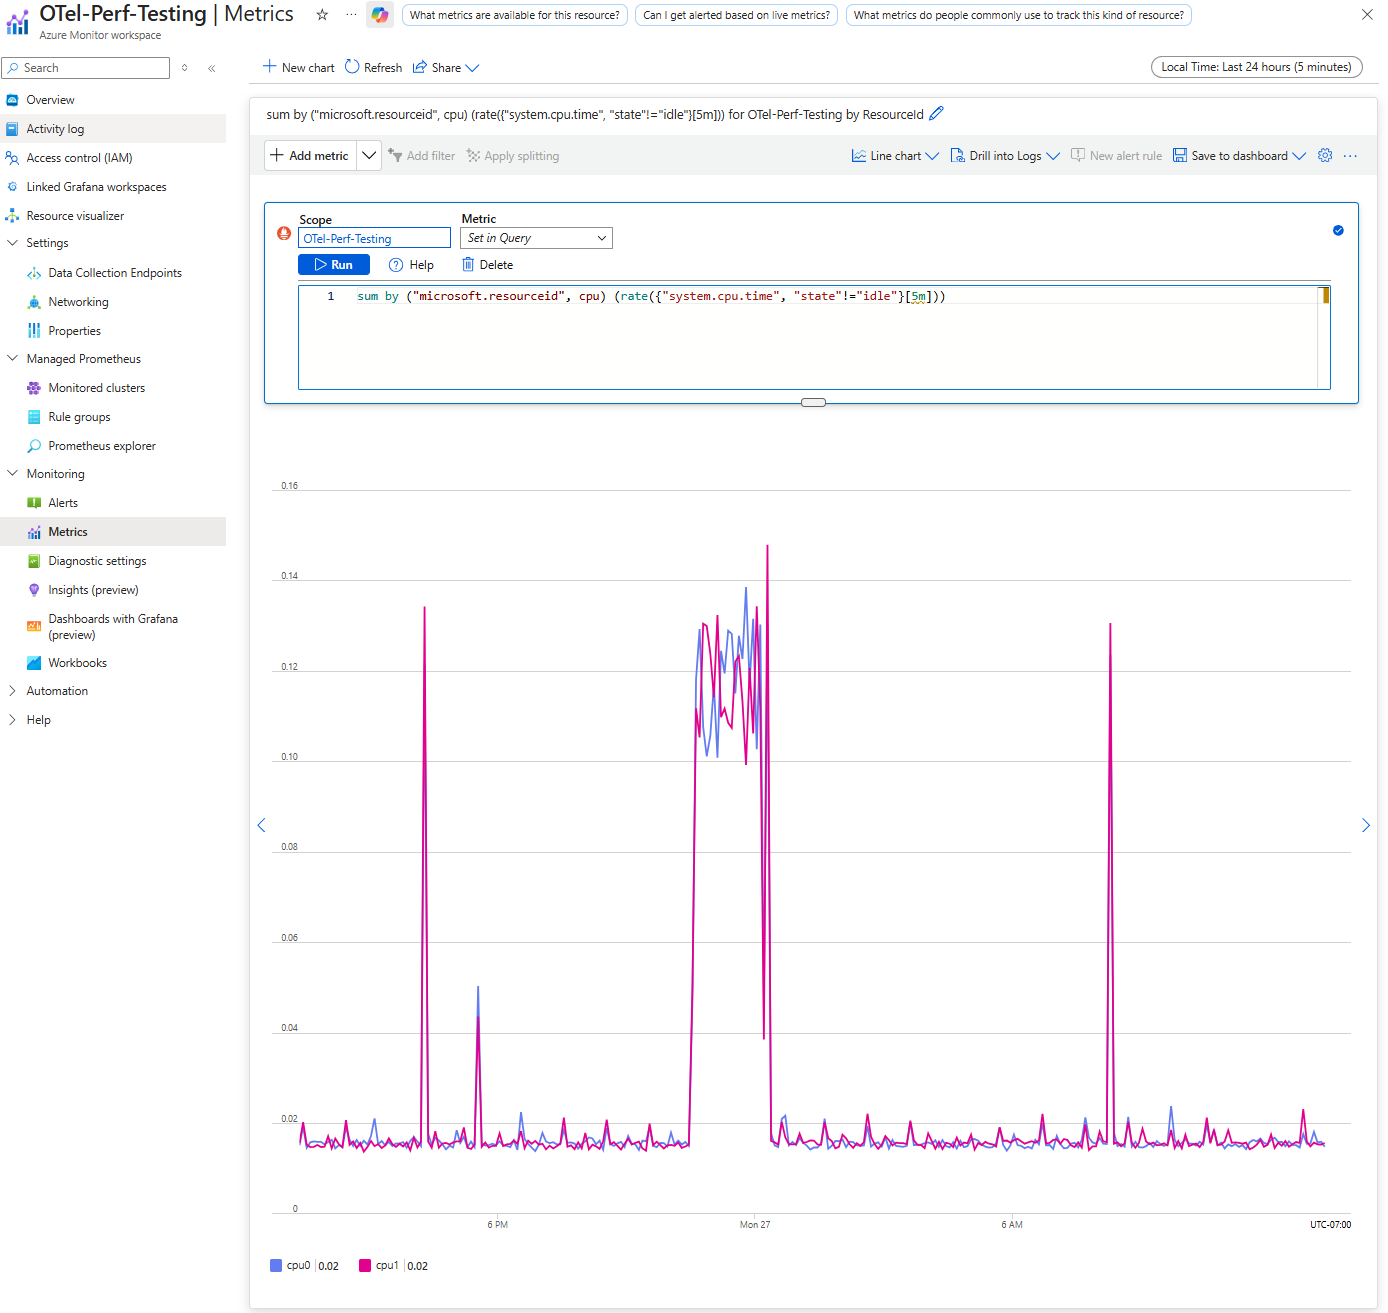 OTel-Perf-Testing | Metrics
What metrics are available for this resource?
Can I get alerted based on live metrics?
What metrics do people commonly use to track this kind of resource?
Azure Monitor workspace
Search
Overview
Activity log
Access control (IAM)
Linked Grafana workspaces
Resource visualizer
Settings
Data Collection Endpoints
Networking
Properties
Managed Prometheus
Monitored clusters
Rule groups
Prometheus explorer
Monitoring
Alerts
Metrics
Diagnostic settings
Insights (preview)
Dashboards with Grafana
(preview)
Workbooks
Automation
Help
New chart
Refresh
Share
Local Time: Last 24 hours (5 minutes)
sum by ("microsoft.resourceid", cpu) (rate({"system.cpu.time", "state"!="idle"}[5m])) for OTel-Perf-Testing by ResourceId
Add metric
Add filter
Apply splitting
Line chart
Drill into Logs
New alert rule
Save to dashboard
Scope
Metric
OTel-Perf-Testing
Set in Query
Run
Help
Delete
1 sum by ("microsoft.resourceid", cpu) (rate({"system.cpu.time", "state"!="idle"}[5m]))
0.16
0.14
0.12
0.10
0.08
0.06
0.04
0.02
0
6 PM
Mon 27
6 AM
UTC-07:00
cpu0 | 0.02
cpu1 | 0.02